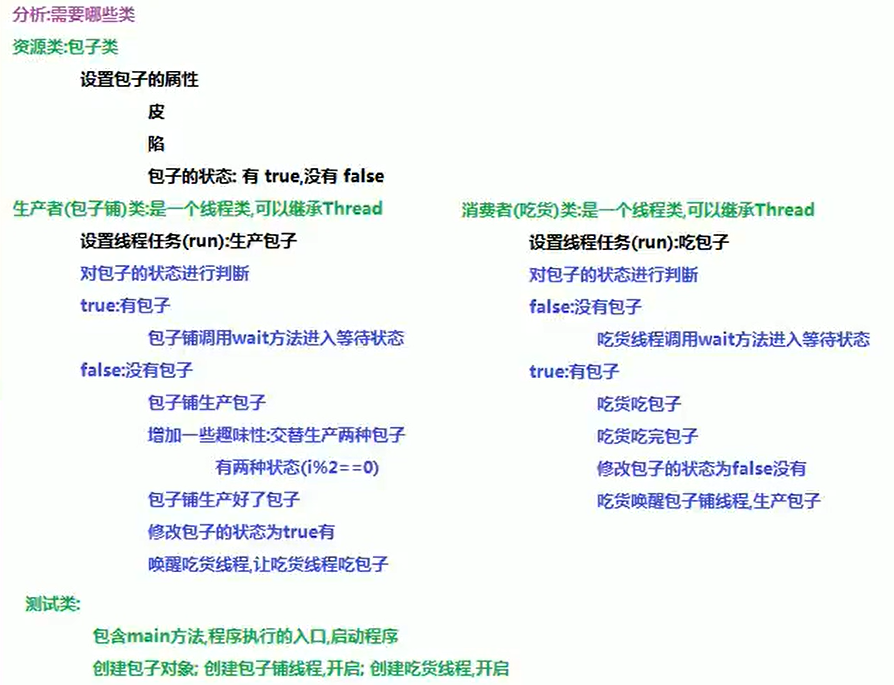 分析:需要哪些类
资源类:包子类
设置包子的属性
皮
陷
包子的状态: 有 true,没有 false
生产者(包子铺)类:是一个线程类,可以继承Thread
设置线程任务(run):生产包子
对包子的状态进行判断
true:有包子
包子铺调用wait方法进入等待状态
false:没有包子
包子铺生产包子
增加一些趣味性:交替生产两种包子
有两种状态(i%2==0)
包子铺生产好了包子
修改包子的状态为true有
唤醒吃货线程,让吃货线程吃包子
消费者(吃货)类:是一个线程类,可以继承Thread
设置线程任务(run):吃包子
对包子的状态进行判断
false:没有包子
吃货线程调用wait方法进入等待状态
true:有包子
吃货吃包子
吃货吃完包子
修改包子的状态为false没有
吃货唤醒包子铺线程,生产包子
测试类:
包含main方法,程序执行的入口,启动程序
创建包子对象; 创建包子铺线程,开启; 创建吃货线程,开启